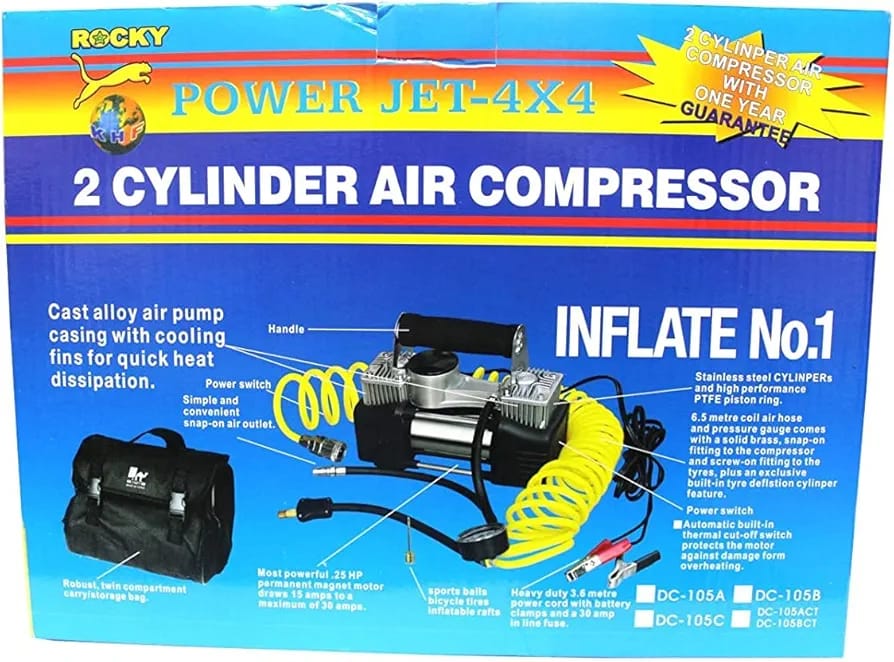 ROCKY
KHF
POWER JET-4X4
2 CYLINPER AIR
COMPRESSOR
WITH
ONE YEAR
GUARANTEE
2 CYLINDER AIR COMPRESSOR
Cast alloy air pump
casing with cooling
fins for quick heat
dissipation.
Handle
INFLATE No.1
Power switch
Simple and
convenient
snap-on air outlet.
Stainless steel CYLINPERs
and high performance
PTFE piston ring.
6.5 metre coil air hose
and pressure gauge comes
with a solid brass, snap-on
fitting to the compressor
and screw-on fitting to the
tyres, plus an exclusive
built-in tyre deflstion cylinper
feature.
Power switch
Automatic built-in
thermal cut-off switch
protects the motor
against damage form
overheating.
Robust, twin compartment
carry/storage bag.
Most powerful .25 HP
permanent magnet motor
draws 15 amps to a
maximum of 30 amps.
sports balls
bicycle tires
inflatable rafts
Heavy duty 3.6 metre
power cord with battery
clamps and a 30 amp
in line fuse.
DC-105A DC-105B
DC-105C DC-105ACT
DC-105BCT